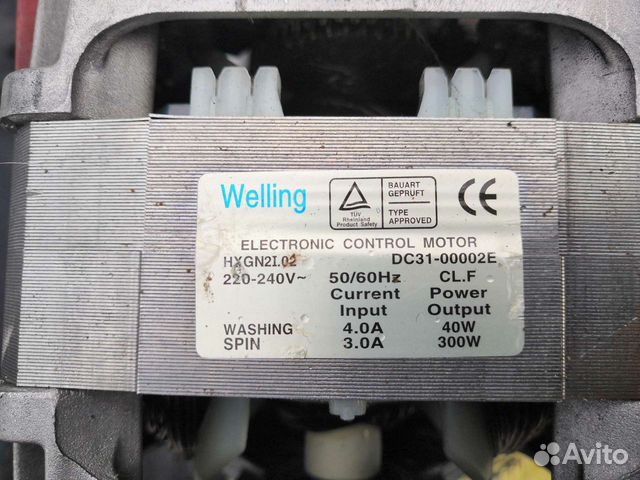 Welling
TÜV
Rheinland
Product Safety
BAUART
GEPRÜFT
TYPE
APPROVED
CE
ELECTRONIC CONTROL MOTOR
HXGN2I.02 DC31-00002E
220-240V~ 50/60Hz CL.F
Current Power
Input Output
WASHING 4.0A 40W
SPIN 3.0A 300W
Avito